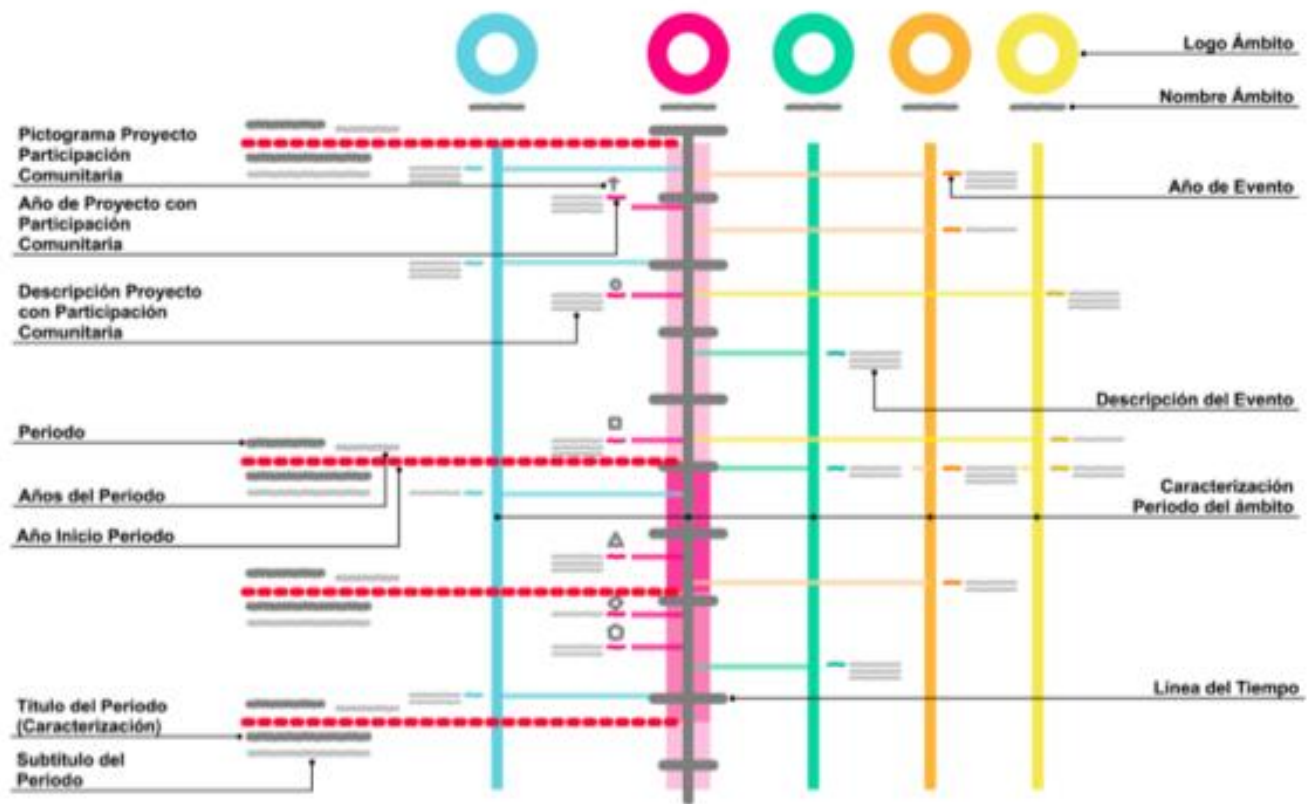 Logo Ámbito
Nombre Ámbito
Pictograma Proyecto
Participación
Comunitaria
Año de Proyecto con
Participación
Comunitaria
Año de Evento
Descripción Proyecto
con Participación
Comunitaria
Descripción del Evento
Periodo
Años del Periodo
Año Inicio Periodo
Caracterización
Periodo del ámbito
Título del Periodo
(Caracterización)
Línea del Tiempo
Subtítulo del
Periodo